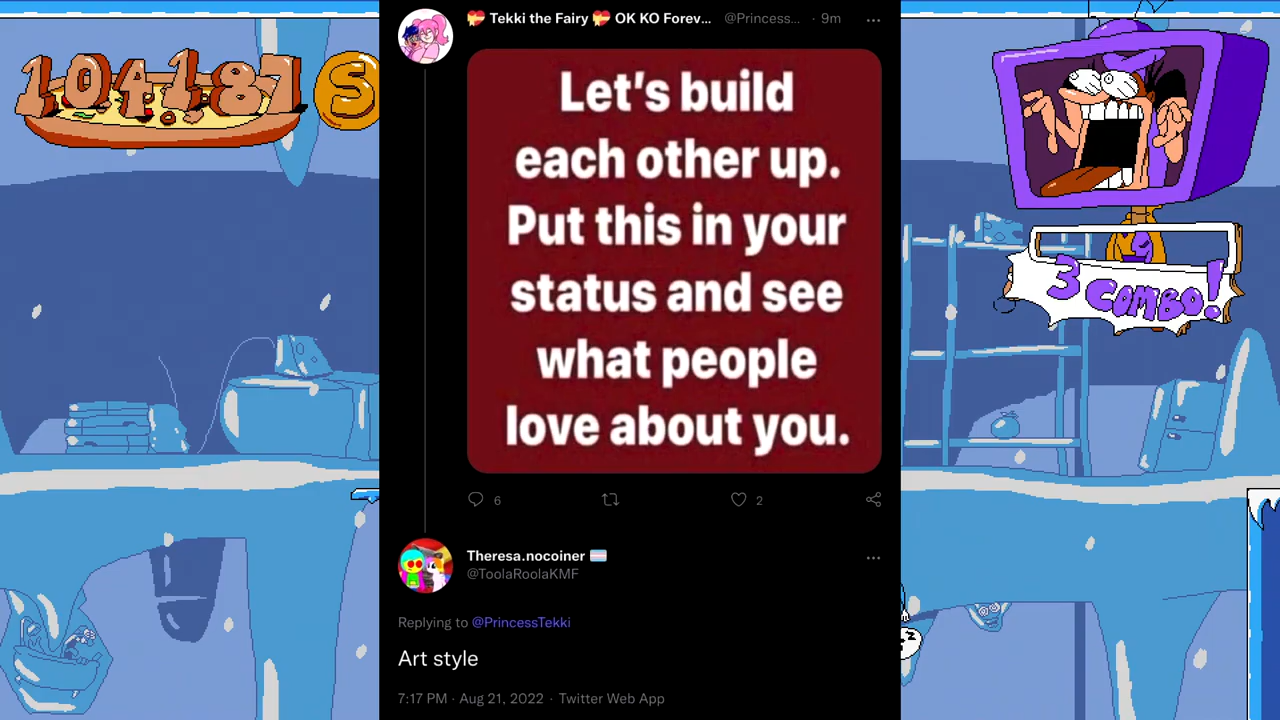 104187
S
💝 Tekki the Fairy 💝 OK KO Forev... @Princess... · 9m
Let's build
each other up.
Put this in your
status and see
what people
love about you.
6
2
3 COMBO!
Theresa.nocoiner
@ToolaRoolaKMF
Replying to @PrincessTekki
Art style
7:17 PM · Aug 21, 2022 · Twitter Web App
z